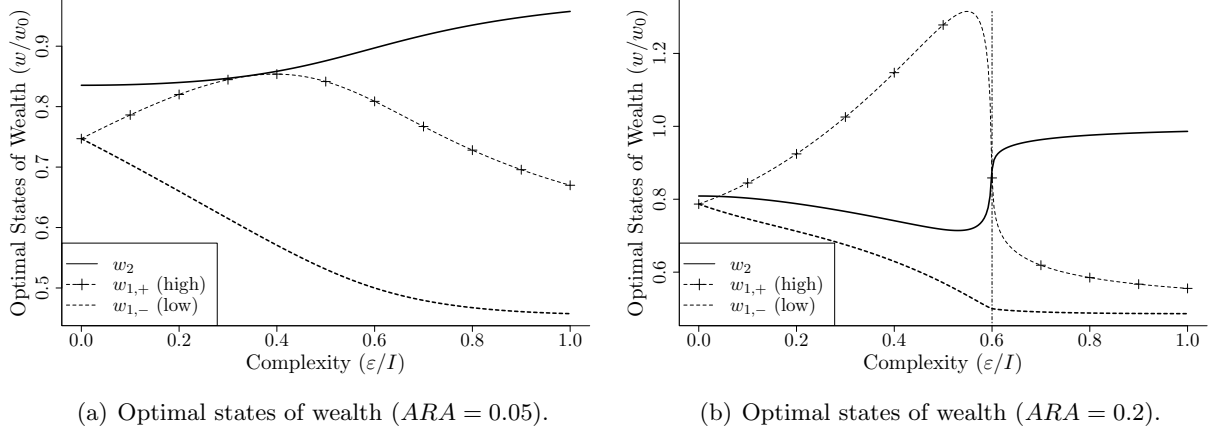 Optimal States of Wealth (w/w₀)
0.9
0.8
0.7
0.6
0.5
w₂
w₁,₊ (high)
w₁,₋ (low)
0.0 0.2 0.4 0.6 0.8 1.0
Complexity (ε/I)
(a) Optimal states of wealth (ARA = 0.05).
Optimal States of Wealth (w/w₀)
1.2
1.0
0.8
0.6
w₂
w₁,₊ (high)
w₁,₋ (low)
0.0 0.2 0.4 0.6 0.8 1.0
Complexity (ε/I)
(b) Optimal states of wealth (ARA = 0.2).